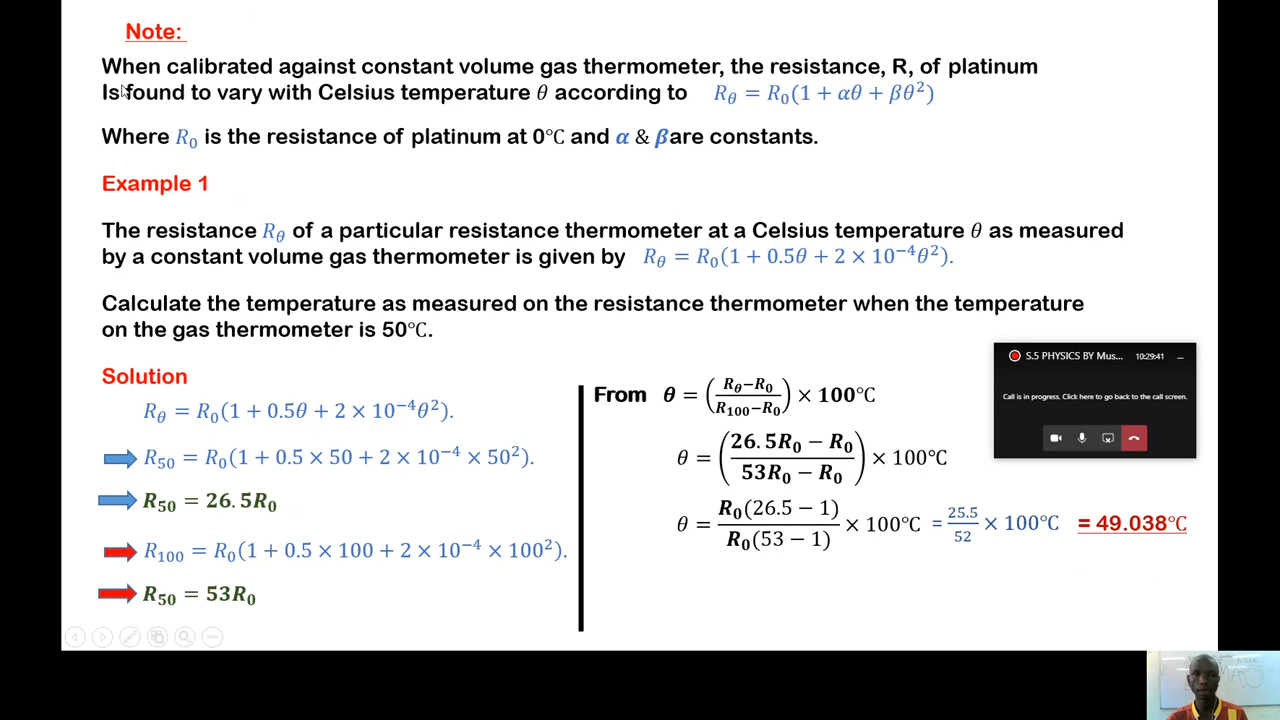 Note:
When calibrated against constant volume gas thermometer, the resistance, R, of platinum
Is found to vary with Celsius temperature θ according to R_θ = R_0(1 + αθ + βθ²)
Where R_0 is the resistance of platinum at 0℃ and α & β are constants.
Example 1
The resistance R_θ of a particular resistance thermometer at a Celsius temperature θ as measured
by a constant volume gas thermometer is given by R_θ = R_0(1 + 0.5θ + 2 × 10⁻⁴θ²).
Calculate the temperature as measured on the resistance thermometer when the temperature
on the gas thermometer is 50℃.
Solution
R_θ = R_0(1 + 0.5θ + 2 × 10⁻⁴θ²).
R_50 = R_0(1 + 0.5 × 50 + 2 × 10⁻⁴ × 50²).
R_50 = 26.5R_0
R_100 = R_0(1 + 0.5 × 100 + 2 × 10⁻⁴ × 100²).
R_50 = 53R_0
From θ = ((R_θ−R_0)/(R_100−R_0)) × 100℃
θ = ((26.5R_0 − R_0)/(53R_0 − R_0)) × 100℃
θ = (R_0(26.5 − 1))/(R_0(53 − 1)) × 100℃ = 25.5/52 × 100℃ = 49.038℃
S.5 PHYSICS BY Mus... 10:29:41
Call is in progress. Click here to go back to the call screen.